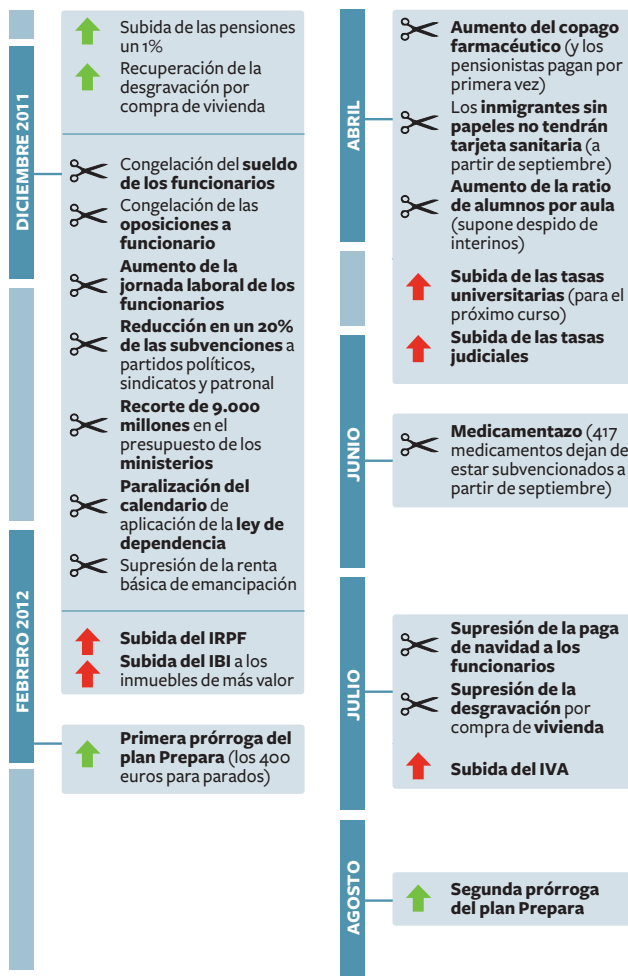 DICIEMBRE 2011
Subida de las pensiones
un 1%
Recuperación de la
desgravación por
compra de vivienda
Congelación del sueldo
de los funcionarios
Congelación de las
oposiciones a
funcionario
Aumento de la
jornada laboral de los
funcionarios
Reducción en un 20%
de las subvenciones a
partidos políticos,
sindicatos y patronal
Recorte de 9.000
millones en el
presupuesto de los
ministerios
Paralización del
calendario de
aplicación de la ley de
dependencia
Supresión de la renta
básica de emancipación
Subida del IRPF
Subida del IBI a los
inmuebles de más valor
FEBRERO 2012
Primera prórroga del
plan Prepara (los 400
euros para parados)
ABRIL
Aumento del copago
farmacéutico (y los
pensionistas pagan por
primera vez)
Los inmigrantes sin
papeles no tendrán
tarjeta sanitaria (a
partir de septiembre)
Aumento de la ratio
de alumnos por aula
(supone despido de
interinos)
Subida de las tasas
universitarias (para el
próximo curso)
Subida de las tasas
judiciales
JUNIO
Medicamentazo (417
medicamentos dejan de
estar subvencionados a
partir de septiembre)
JULIO
Supresión de la paga
de navidad a los
funcionarios
Supresión de la
desgravación por
compra de vivienda
Subida del IVA
AGOSTO
Segunda prórroga
del plan Prepara